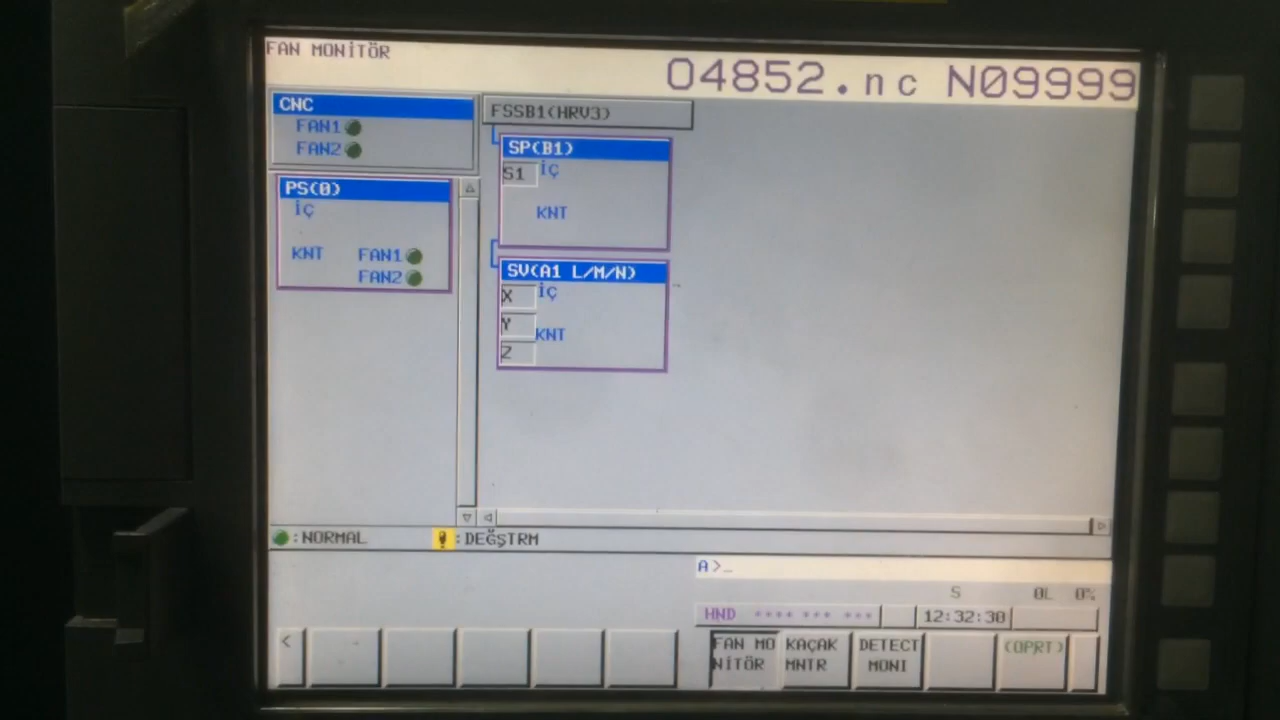 FAN MONİTÖR
O4852.nc N09999
CNC
FAN1
FAN2
PS(0)
İÇ
KNT FAN1
FAN2
FSSB1(HRV3)
SP(B1)
S1 İÇ
KNT
SV(A1 L/M/N)
X İÇ
Y KNT
Z
:NORMAL :DEĞŞTRM
A>_
S 0L 0%
HND **** *** *** 12:32:30
< FAN MO KAÇAK DETECT (OPRT)
NİTÖR MNTR MONI